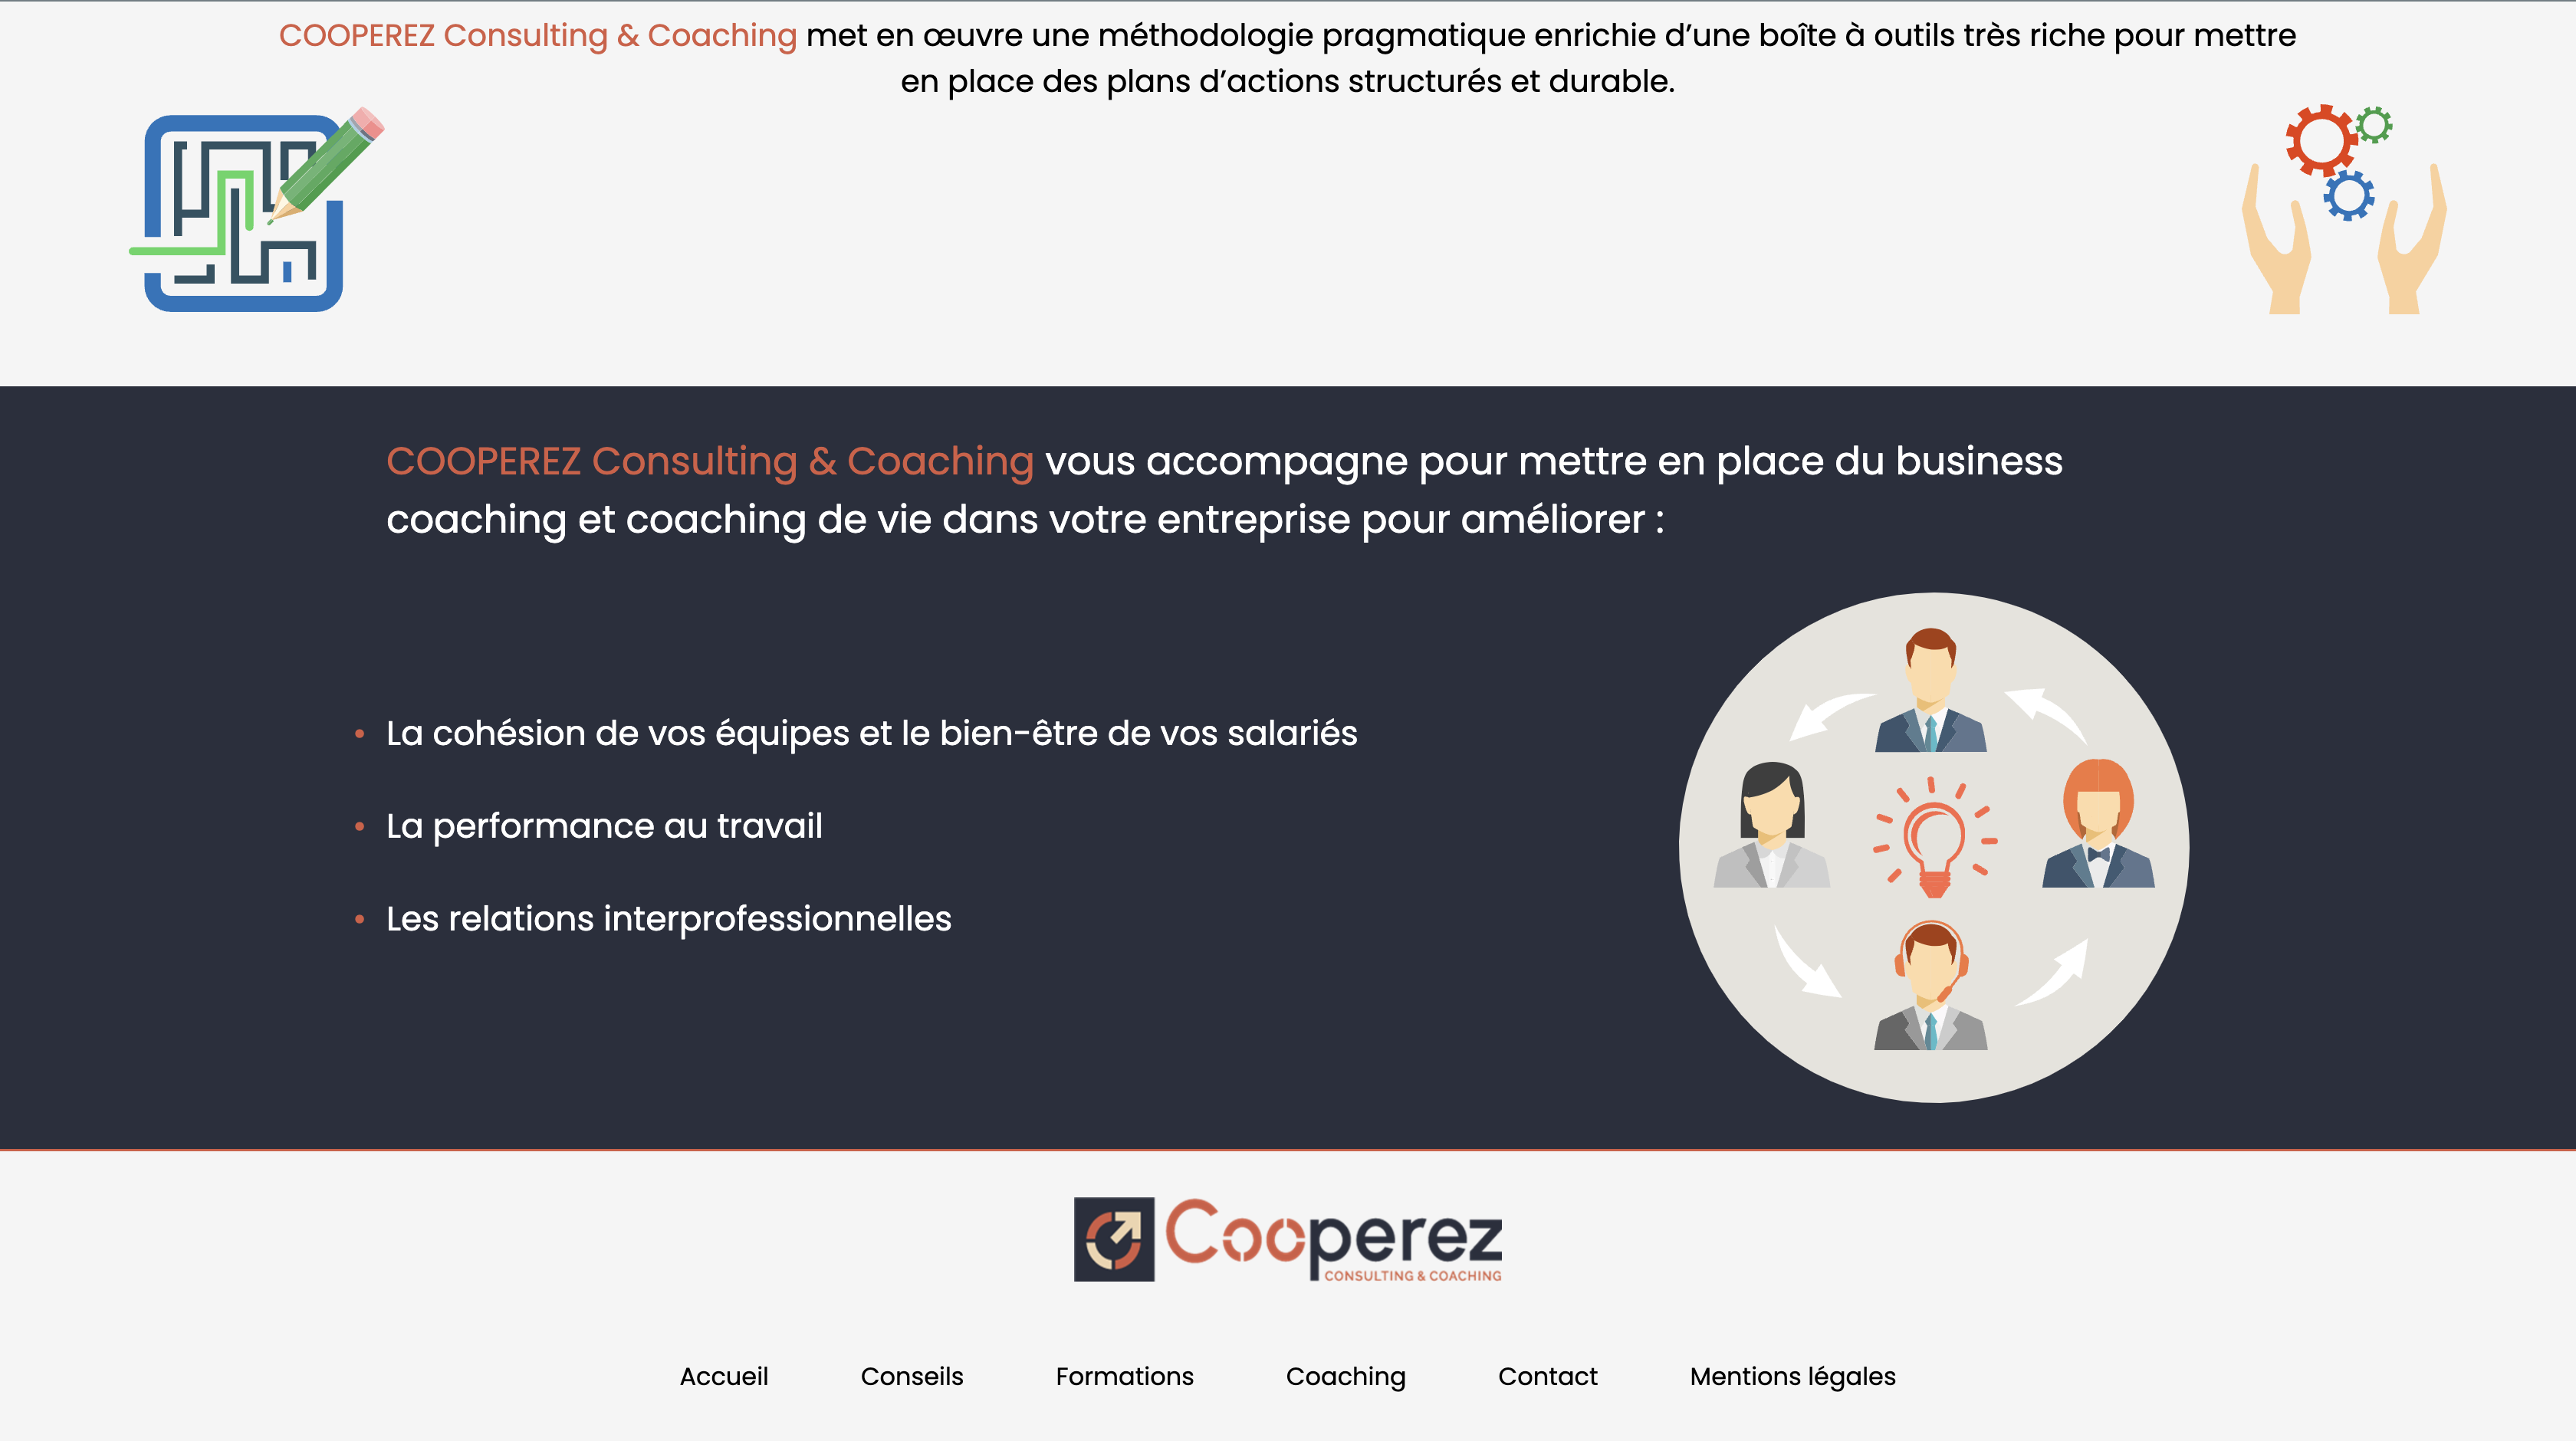 COOPEREZ Consulting & Coaching met en œuvre une méthodologie pragmatique enrichie d’une boîte à outils très riche pour mettre
en place des plans d’actions structurés et durable.
COOPEREZ Consulting & Coaching vous accompagne pour mettre en place du business
coaching et coaching de vie dans votre entreprise pour améliorer :
• La cohésion de vos équipes et le bien-être de vos salariés
• La performance au travail
• Les relations interprofessionnelles
Cooperez
CONSULTING & COACHING
Accueil Conseils Formations Coaching Contact Mentions légales